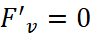 F'ᵥ = 0